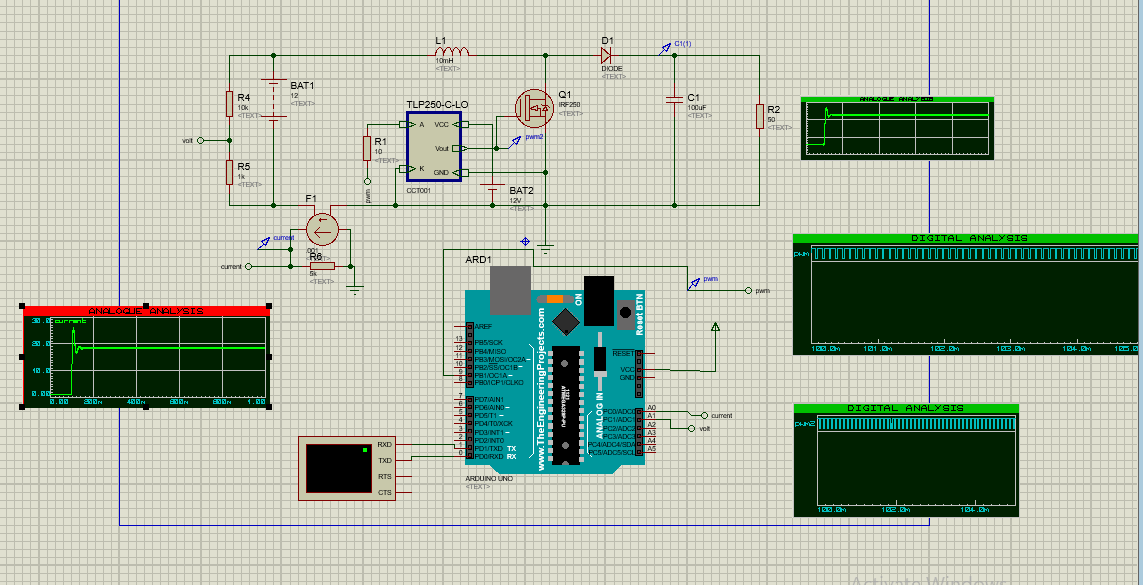 L1
10mH
<TEXT>
D1
DIODE
<TEXT>
C1(1)
R4
10k
<TEXT>
BAT1
12
<TEXT>
TLP250-C-LO
A
VCC
Vout
K
GND
CCT001
Q1
IRF250
<TEXT>
pwm2
C1
100uF
<TEXT>
R2
50
<TEXT>
ANALOGUE ANALYSIS
volt
R5
1k
<TEXT>
R1
10
<TEXT>
pwm
BAT2
12V
<TEXT>
F1
<TEXT>
current
current
R6
5k
<TEXT>
ARD1
pwm
pwm
DIGITAL ANALYSIS
pwm
100.0m
101.0m
102.0m
103.0m
104.0m
105.0
ANALOGUE ANALYSIS
30.0
current
20.0
10.0
0.00
0.00
200m
400m
600m
800m
1.00
ON
Reset BTN
www.TheEngineeringProjects.com
ANALOG IN
AREF
13
PB5/SCK
12
PB4/MISO
11
PB3/MOSI/OC2A
10
PB2/SS/OC1B
9
PB1/OC1A
8
PB0/ICP1/CLKO
7
PD7/AIN1
6
PD6/AIN0
5
PD5/T1
4
PD4/T0/XCK
3
PD3/INT1
2
PD2/INT0
1
PD1/TXD
TX
0
PD0/RXD
RX
RESET
VCC
GND
PC0/ADC0
A0
PC1/ADC1
A1
PC2/ADC2
A2
PC3/ADC3
A3
PC4/ADC4/SDA
A4
PC5/ADC5/SCL
A5
current
volt
ARDUINO UNO
<TEXT>
RXD
TXD
RTS
CTS
DIGITAL ANALYSIS
pwm2
100.0m
102.0m
104.0m
Activate Windows